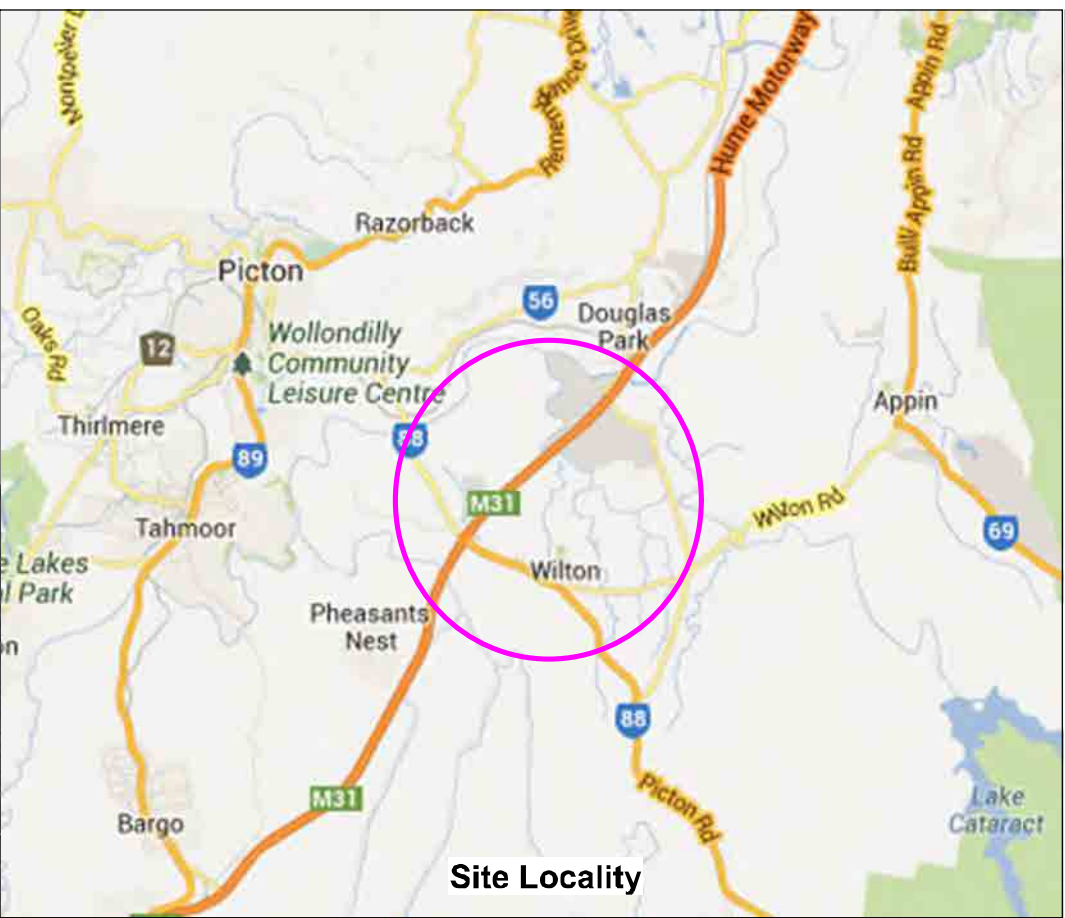 Montpelier
Remembrance Driv
Hume Motorway
Appin Rd
Appin Rd
Razorback
Picton
56
Douglas
Park
Oaks Rd
12
Wollondilly
Community
Leisure Centre
Appin
Thirlmere
88
89
M31
Wilton Rd
Tahmoor
69
e Lakes
al Park
Wilton
Pheasants
Nest
on
88
M31
Picton Rd
Lake
Cataract
Bargo
Site Locality